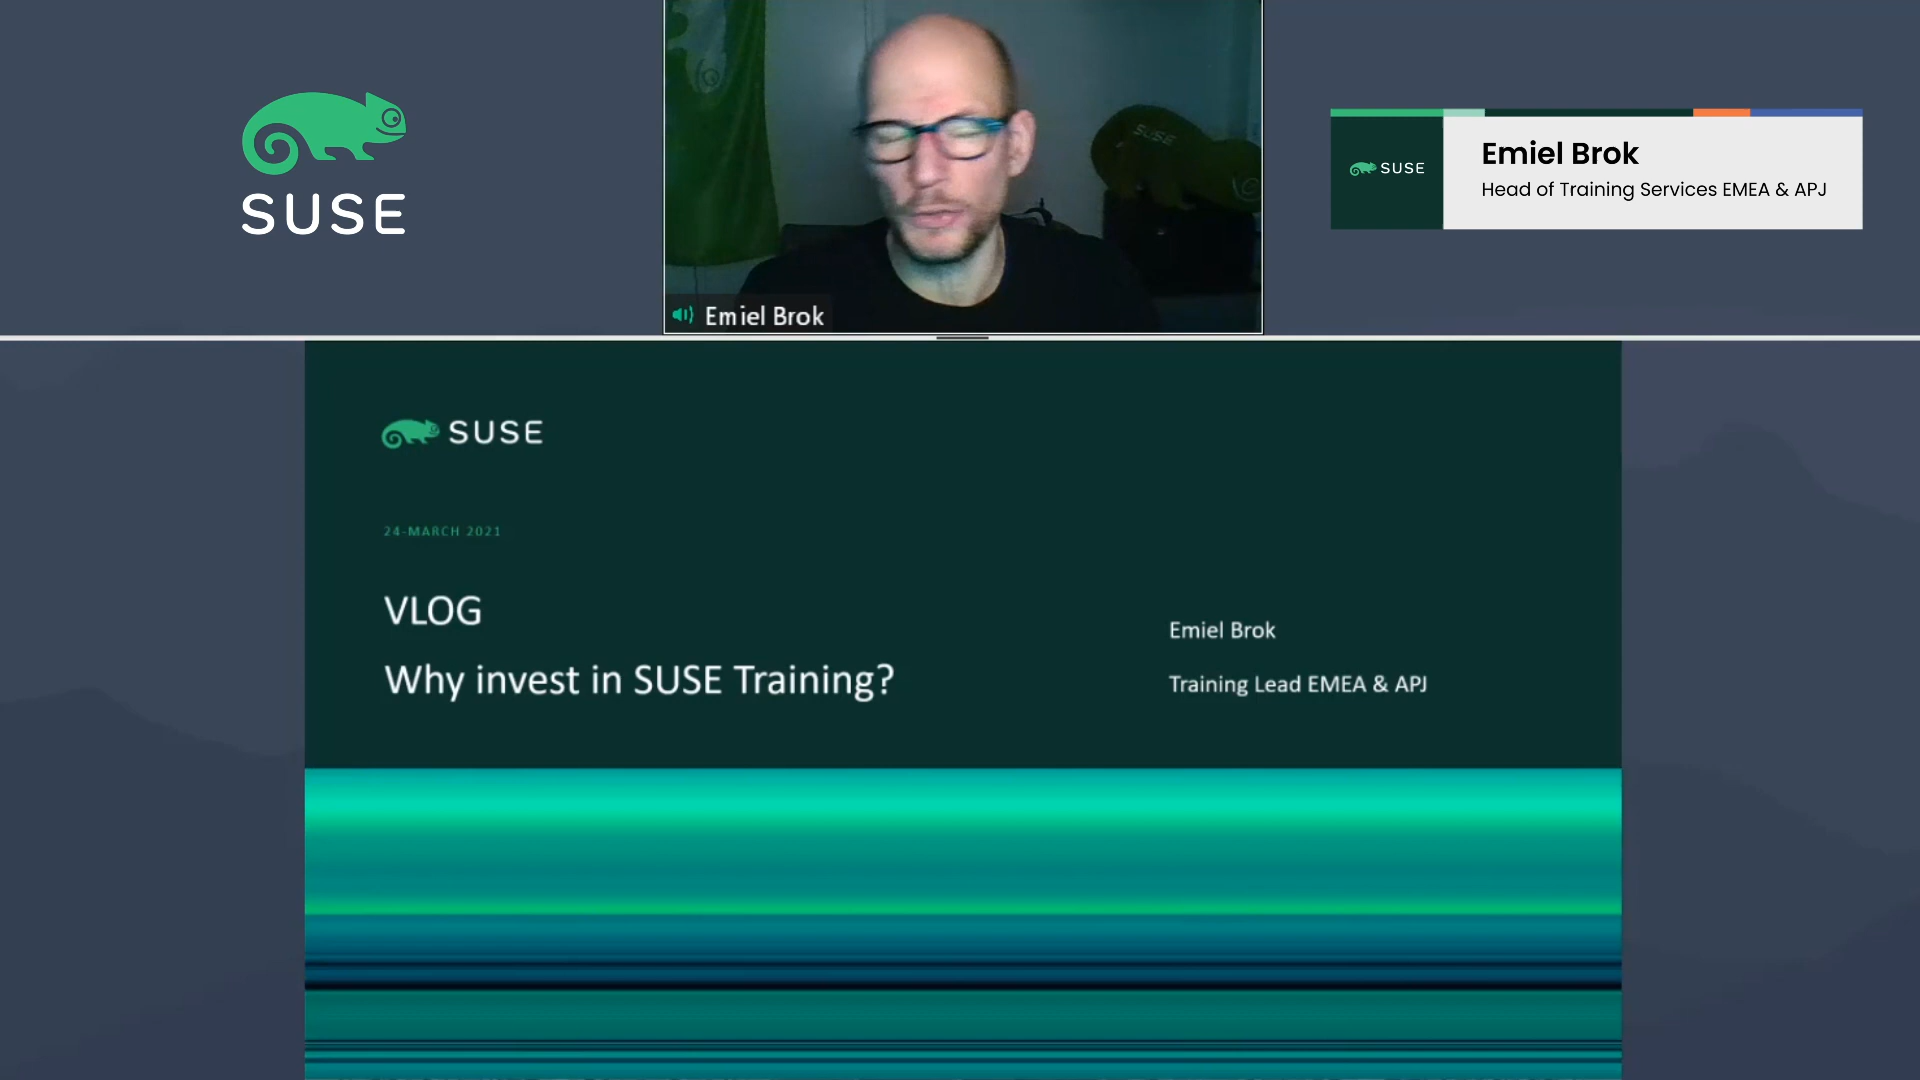 SUSE
SUSE
Emiel Brok
Emiel Brok
SUSE
Head of Training Services EMEA & APJ
SUSE
24-MARCH 2021
VLOG
Why invest in SUSE Training?
Emiel Brok
Training Lead EMEA & APJ